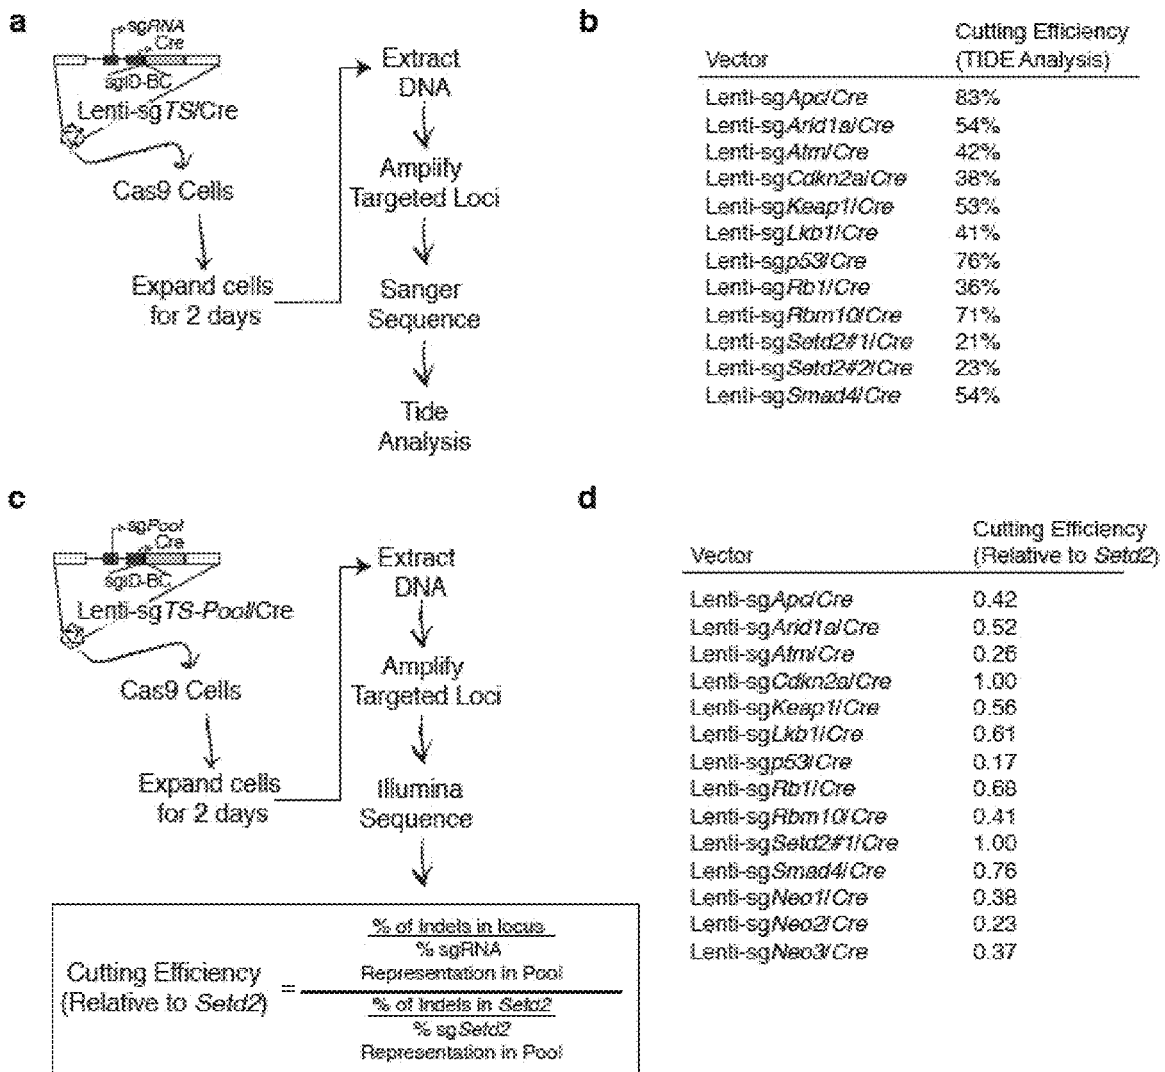 a
sgRNA
Cre
sgID-BC
Lenti-sgTS/Cre
Cas9 Cells
Expand cells
for 2 days
Extract
DNA
Amplify
Targeted Loci
Sanger
Sequence
Tide
Analysis
b
Vector
Cutting Efficiency
(TIDE Analysis)
Lenti-sgApc/Cre 83%
Lenti-sgArid1a/Cre 54%
Lenti-sgAtm/Cre 42%
Lenti-sgCdkn2a/Cre 38%
Lenti-sgKeap1/Cre 53%
Lenti-sgLkb1/Cre 41%
Lenti-sgp53/Cre 76%
Lenti-sgRb1/Cre 36%
Lenti-sgRbm10/Cre 71%
Lenti-sgSetd2#1/Cre 21%
Lenti-sgSetd2#2/Cre 23%
Lenti-sgSmad4/Cre 54%
c
sgPool
Cre
sgID-BC
Lenti-sgTS-Pool/Cre
Cas9 Cells
Expand cells
for 2 days
Extract
DNA
Amplify
Targeted Loci
Illumina
Sequence
Cutting Efficiency
(Relative to Setd2)
=
% of Indels in locus
% sgRNA
Representation in Pool
% of Indels in Setd2
% sgSetd2
Representation in Pool
d
Vector
Cutting Efficiency
(Relative to Setd2)
Lenti-sgApc/Cre 0.42
Lenti-sgArid1a/Cre 0.52
Lenti-sgAtm/Cre
Lenti-sgCdkn2a/Cre 1.00
Lenti-sgKeap1/Cre 0.56
Lenti-sgLkb1/Cre 0.61
Lenti-sgp53/Cre 0.17
Lenti-sgRb1/Cre
Lenti-sgRbm10/Cre 0.41
Lenti-sgSetd2#1/Cre 1.00
Lenti-sgSmad4/Cre 0.76
Lenti-sgNeo1/Cre 0.38
Lenti-sgNeo2/Cre 0.23
Lenti-sgNeo3/Cre 0.37